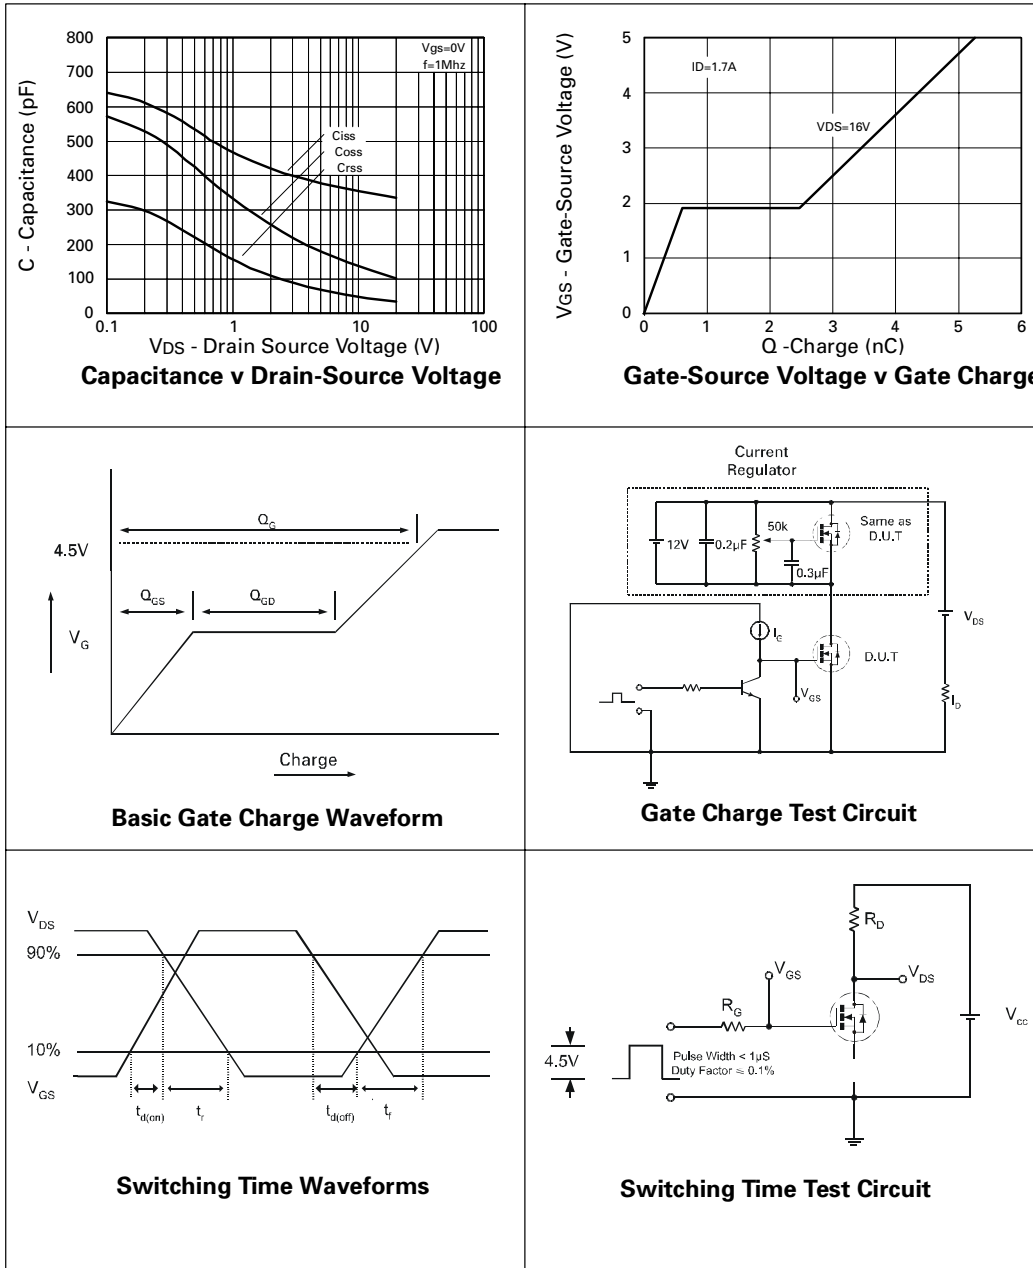 800
700
600
500
400
300
200
100
0
0.1
1
10
100
C - Capacitance (pF)
Vgs=0V
f=1Mhz
Ciss
Coss
Crss
VDS - Drain Source Voltage (V)
Capacitance v Drain-Source Voltage
5
4
3
2
1
0
0
1
2
3
4
5
6
VGS - Gate-Source Voltage (V)
ID=1.7A
VDS=16V
Q -Charge (nC)
Gate-Source Voltage v Gate Charge
QG
4.5V
QGS
QGD
VG
Charge
Basic Gate Charge Waveform
Current
Regulator
12V
0.2µF
50k
Same as
D.U.T
0.3µF
VDS
IG
D.U.T
VGS
ID
Gate Charge Test Circuit
VDS
90%
10%
VGS
td(on)
tr
td(off)
tf
Switching Time Waveforms
RD
VGS
VDS
RG
Vcc
4.5V
Pulse Width < 1µS
Duty Factor ≤ 0.1%
Switching Time Test Circuit